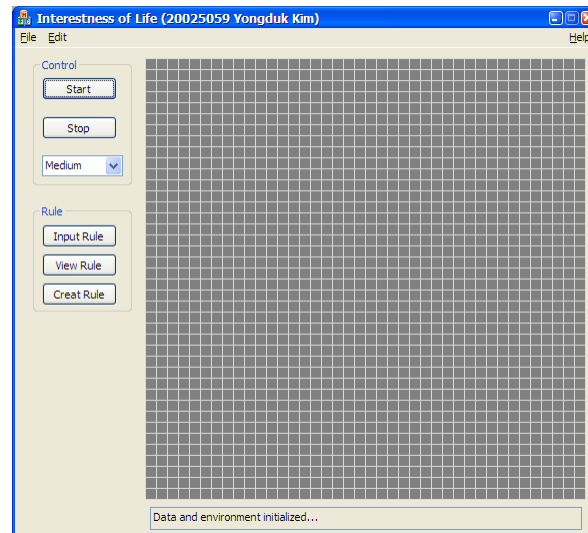 Interestness of Life (20025059 Yongduk Kim)
File Edit Help
Control
Start
Stop
Medium
Rule
Input Rule
View Rule
Creat Rule
Data and environment initialized...